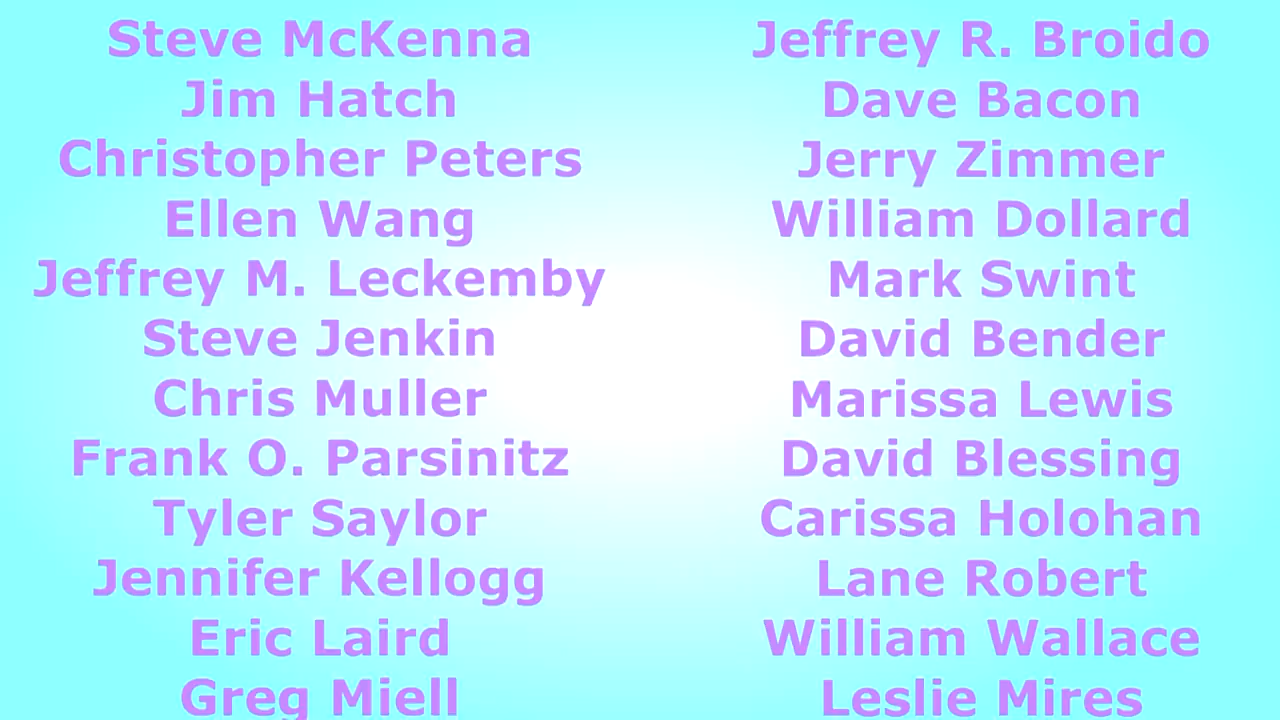 Steve McKenna
Jim Hatch
Christopher Peters
Ellen Wang
Jeffrey M. Leckemby
Steve Jenkin
Chris Muller
Frank O. Parsinitz
Tyler Saylor
Jennifer Kellogg
Eric Laird
Greg Miell
Jeffrey R. Broido
Dave Bacon
Jerry Zimmer
William Dollard
Mark Swint
David Bender
Marissa Lewis
David Blessing
Carissa Holohan
Lane Robert
William Wallace
Leslie Mires